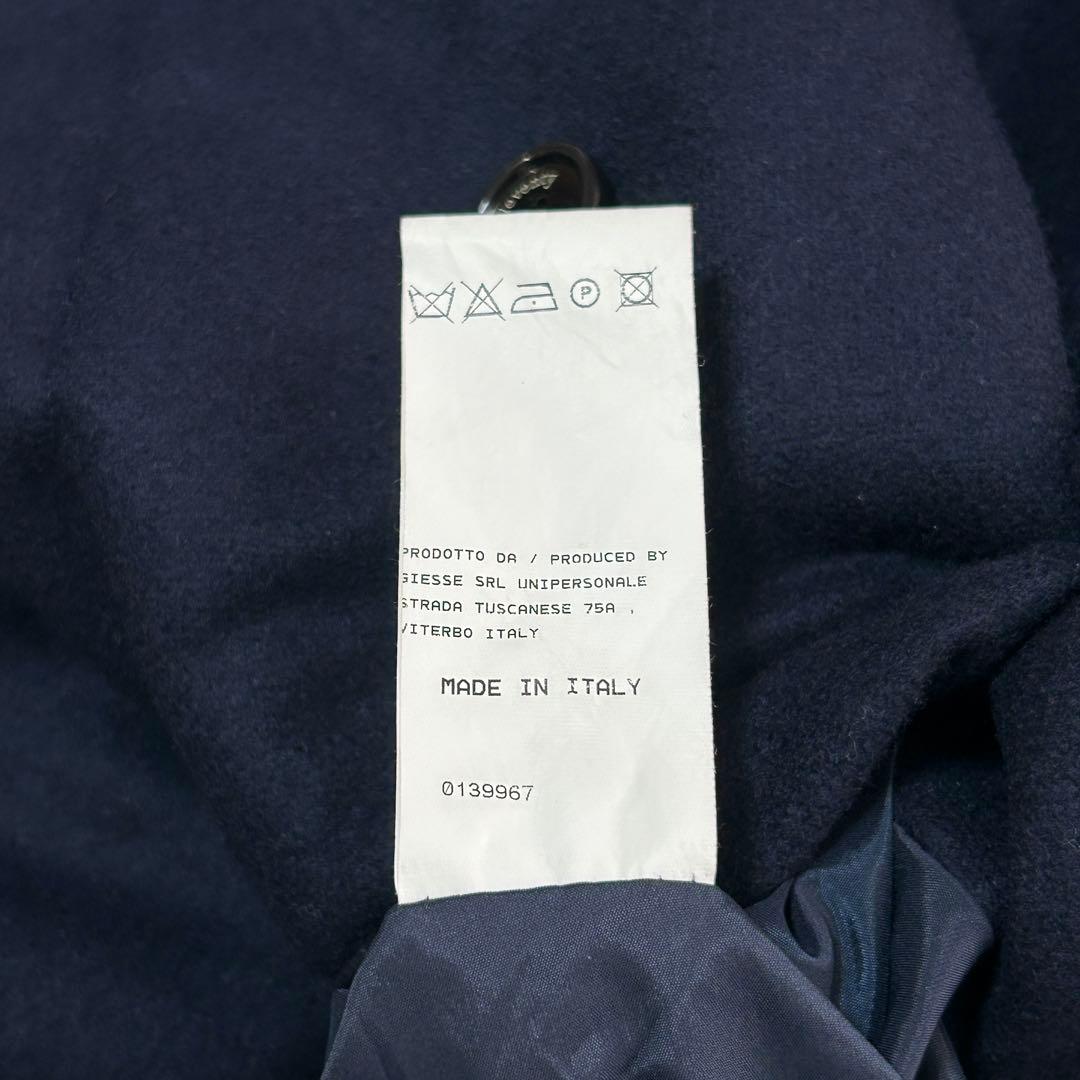 P
PRODOTTO DA / PRODUCED BY
GIESSE SRL UNIPERSONALE
STRADA TUSCANESE 75A ,
VITERBO ITALY
MADE IN ITALY
0139967